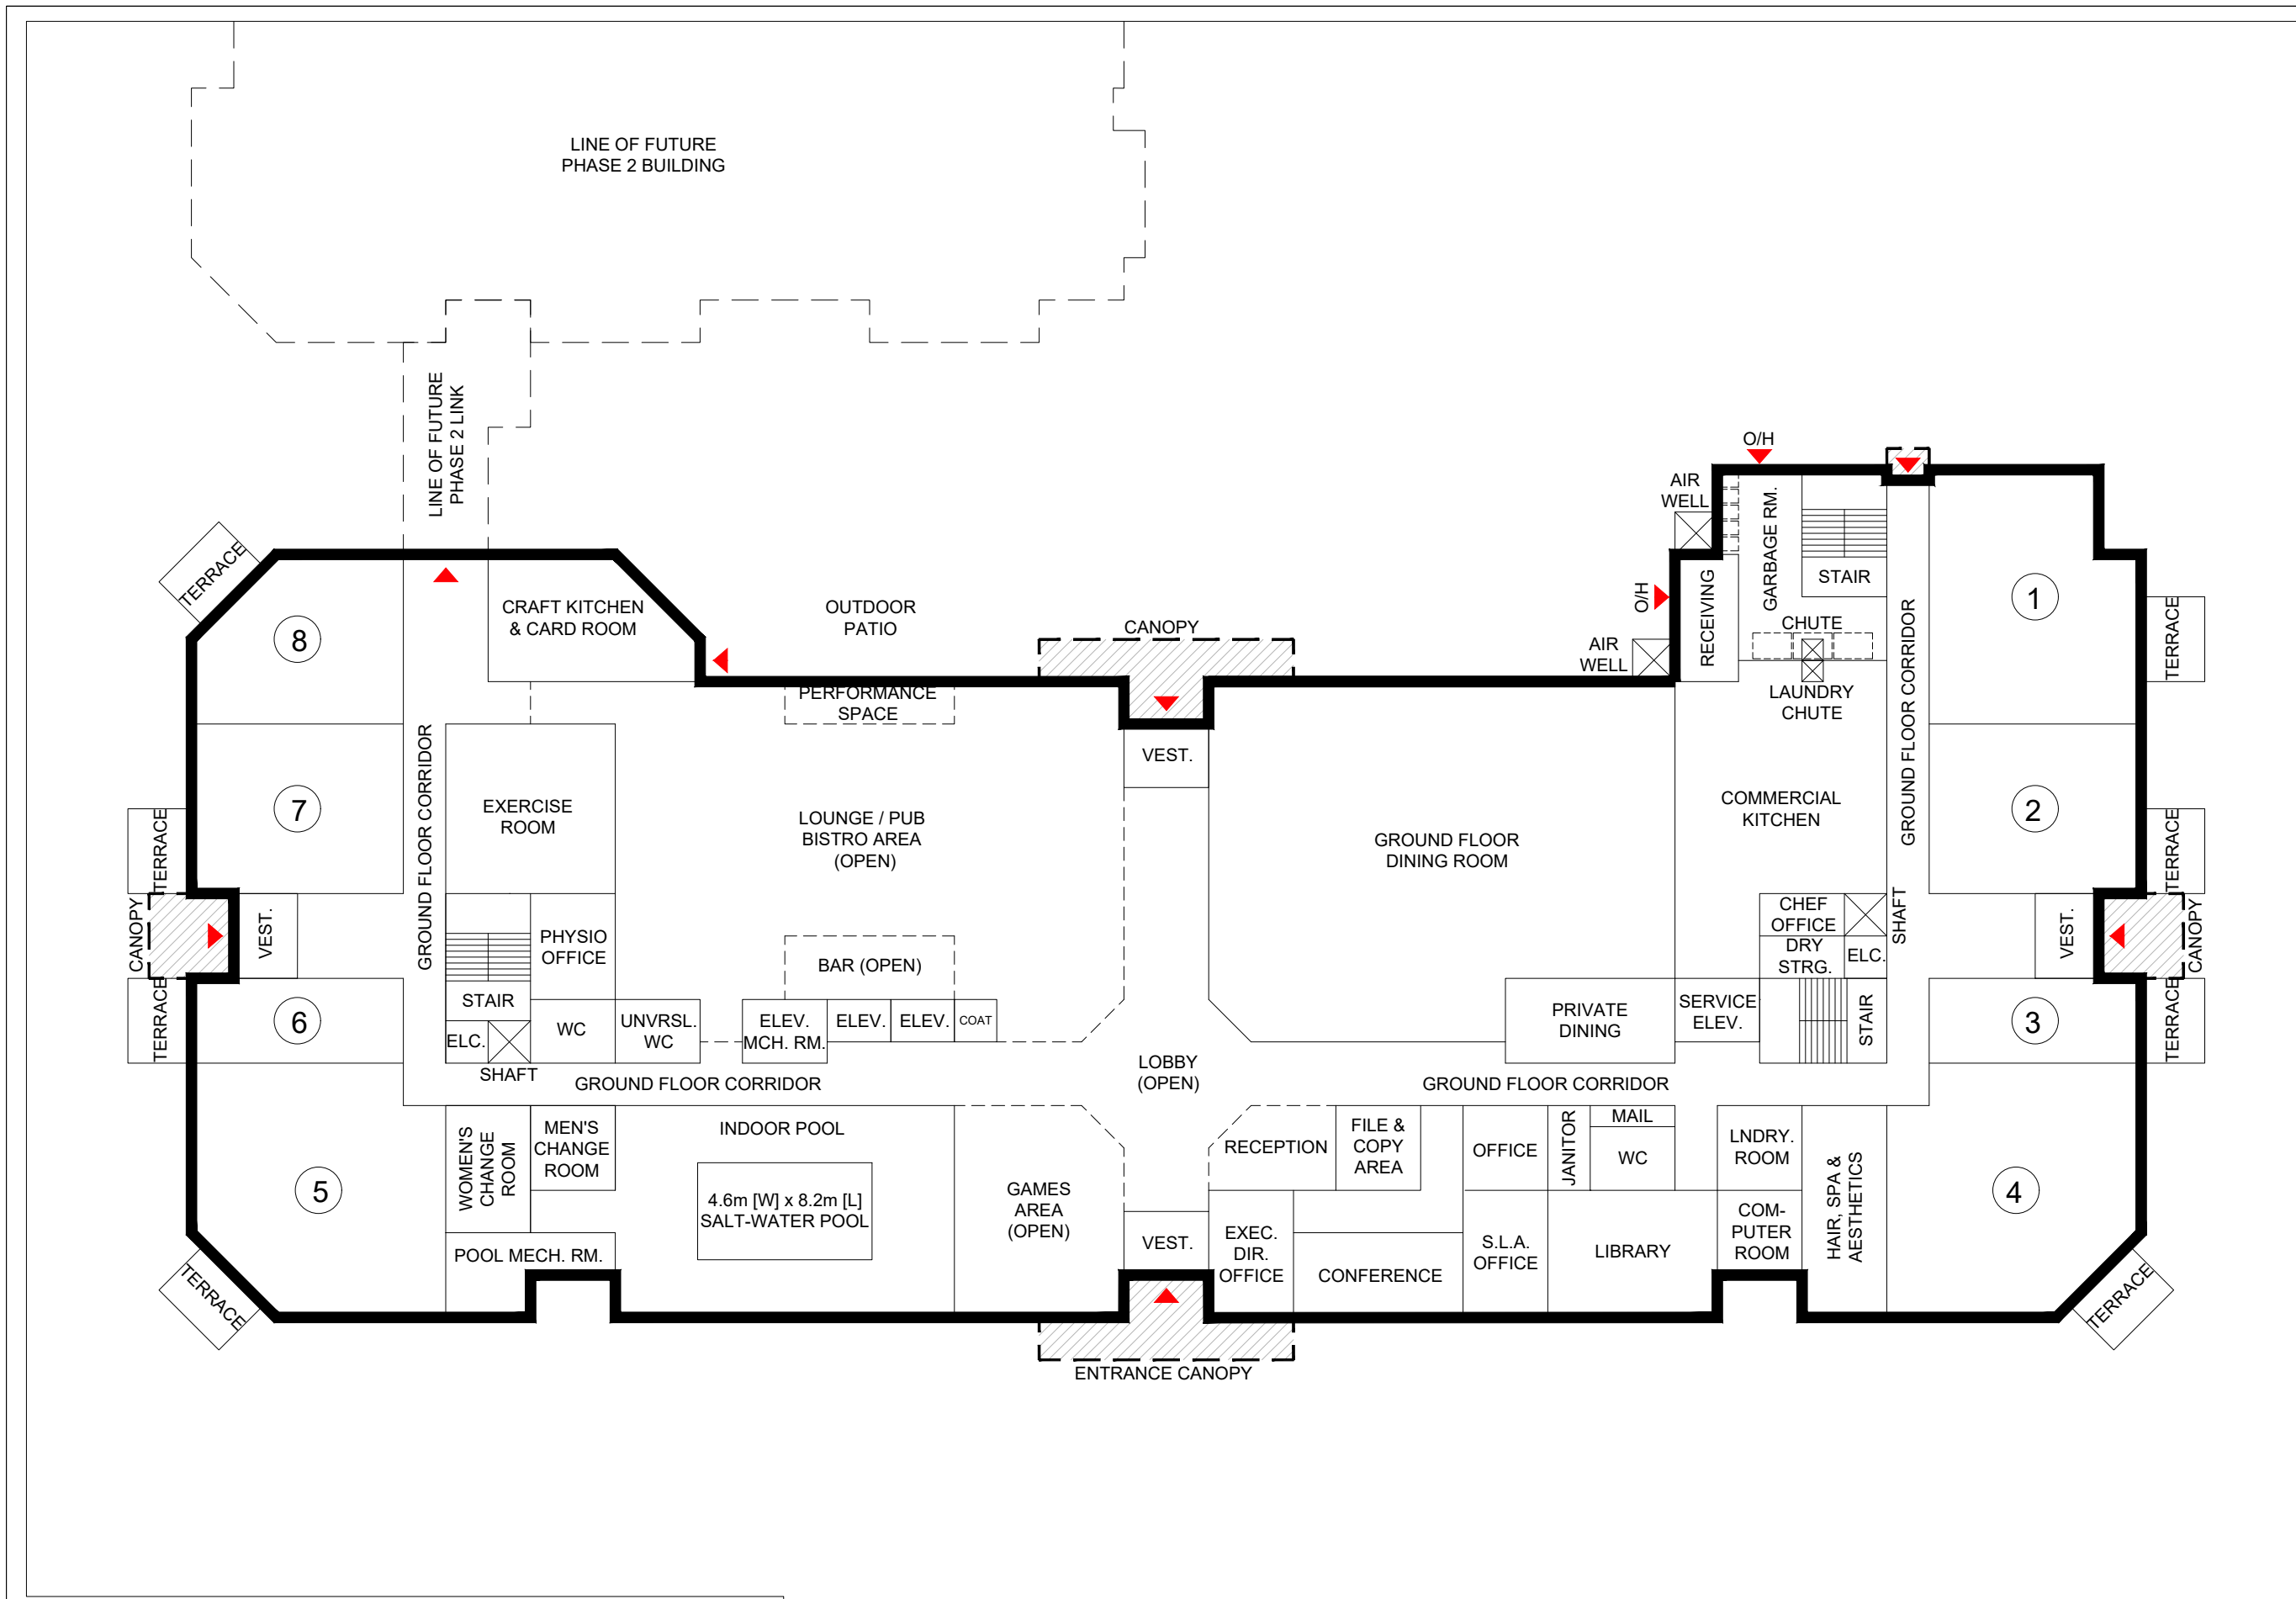 LINE OF FUTURE
PHASE 2 BUILDING
LINE OF FUTURE
PHASE 2 LINK
O/H
AIR
WELL
GARBAGE RM.
STAIR
TERRACE
8
CRAFT KITCHEN
& CARD ROOM
OUTDOOR
PATIO
CANOPY
O/H
AIR
WELL
RECEIVING
CHUTE
LAUNDRY
CHUTE
GROUND FLOOR CORRIDOR
1
TERRACE
PERFORMANCE
SPACE
VEST.
GROUND FLOOR CORRIDOR
7
TERRACE
EXERCISE
ROOM
LOUNGE / PUB
BISTRO AREA
(OPEN)
GROUND FLOOR
DINING ROOM
COMMERCIAL
KITCHEN
2
TERRACE
CANOPY
VEST.
PHYSIO
OFFICE
BAR (OPEN)
CHEF
OFFICE
SHAFT
DRY
STRG.
ELC.
VEST.
CANOPY
TERRACE
6
STAIR
ELC.
SHAFT
WC
UNVRSL.
WC
ELEV.
MCH. RM.
ELEV.
ELEV.
COAT
PRIVATE
DINING
SERVICE
ELEV.
STAIR
3
TERRACE
GROUND FLOOR CORRIDOR
LOBBY
(OPEN)
GROUND FLOOR CORRIDOR
5
WOMEN'S
CHANGE
ROOM
MEN'S
CHANGE
ROOM
INDOOR POOL
4.6m [W] x 8.2m [L]
SALT-WATER POOL
GAMES
AREA
(OPEN)
RECEPTION
FILE &
COPY
AREA
OFFICE
JANITOR
MAIL
WC
LNDRY.
ROOM
HAIR, SPA &
AESTHETICS
4
POOL MECH. RM.
VEST.
EXEC.
DIR.
OFFICE
CONFERENCE
S.L.A.
OFFICE
LIBRARY
COM-
PUTER
ROOM
TERRACE
TERRACE
ENTRANCE CANOPY